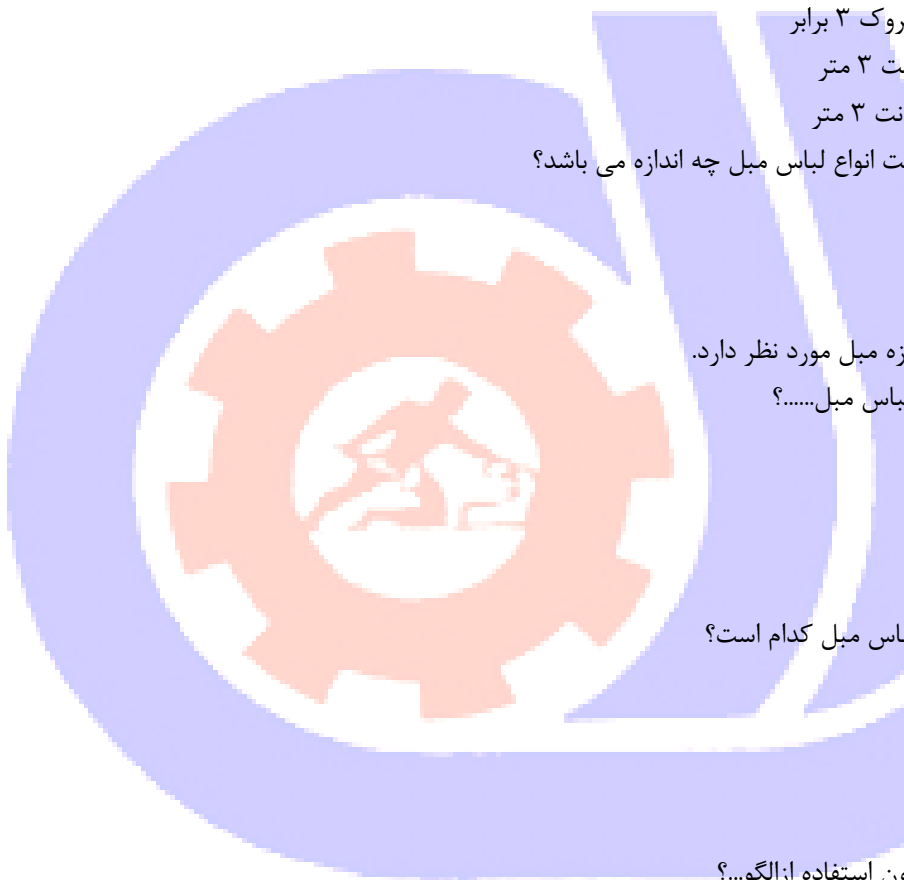 روک ۳ برابر
ت ۳ متر
نت ۳ متر
ت انواع لباس مبل چه اندازه می باشد؟
زه مبل مورد نظر دارد.
باس مبل......؟
اس مبل کدام است؟
ون استفاده ازالگو...؟